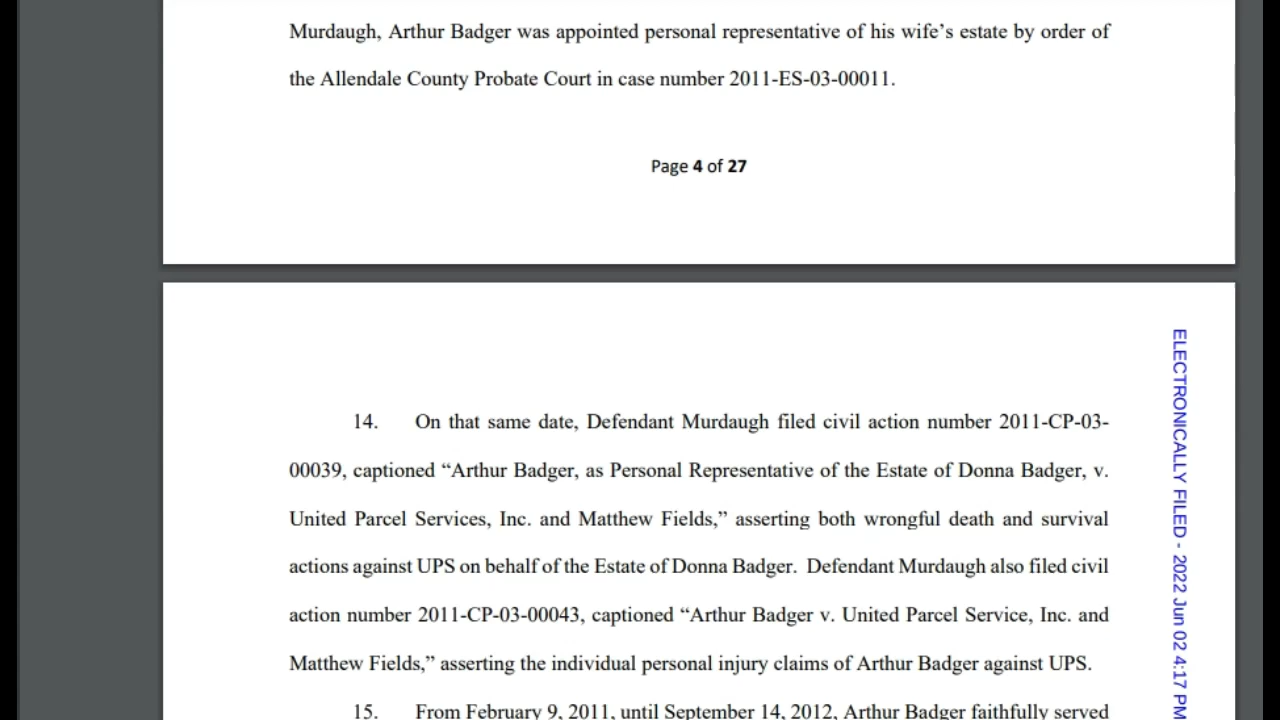 Murdaugh, Arthur Badger was appointed personal representative of his wife’s estate by order of
the Allendale County Probate Court in case number 2011-ES-03-00011.
Page 4 of 27
14. On that same date, Defendant Murdaugh filed civil action number 2011-CP-03-
00039, captioned “Arthur Badger, as Personal Representative of the Estate of Donna Badger, v.
United Parcel Services, Inc. and Matthew Fields,” asserting both wrongful death and survival
actions against UPS on behalf of the Estate of Donna Badger.  Defendant Murdaugh also filed civil
action number 2011-CP-03-00043, captioned “Arthur Badger v. United Parcel Service, Inc. and
Matthew Fields,” asserting the individual personal injury claims of Arthur Badger against UPS.
15. From February 9, 2011, until September 14, 2012, Arthur Badger faithfully served
ELECTRONICALLY FILED - 2022 Jun 02 4:17 PM